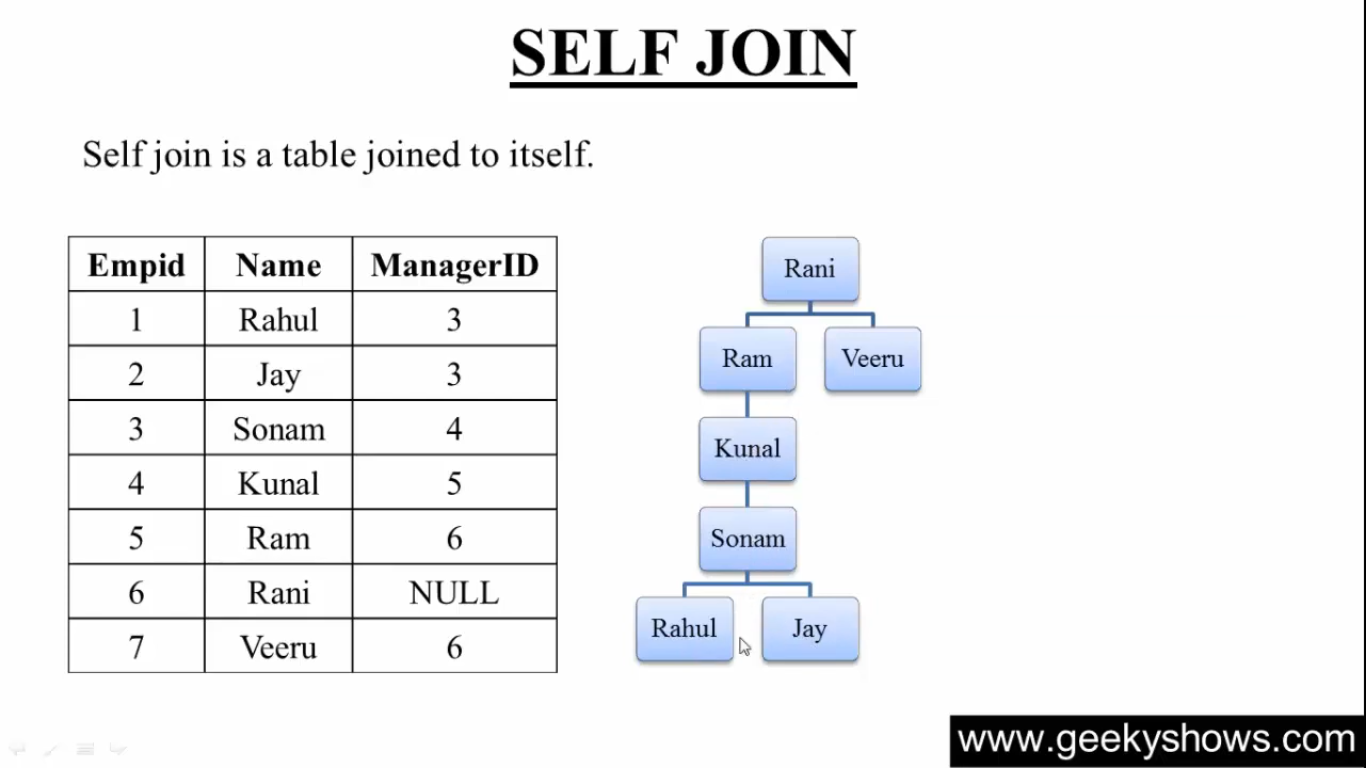 SELF JOIN
Self join is a table joined to itself.
Empid Name ManagerID
1 Rahul 3
2 Jay 3
3 Sonam 4
4 Kunal 5
5 Ram 6
6 Rani NULL
7 Veeru 6
Rani
Ram Veeru
Kunal
Sonam
Rahul Jay
www.geekyshows.com